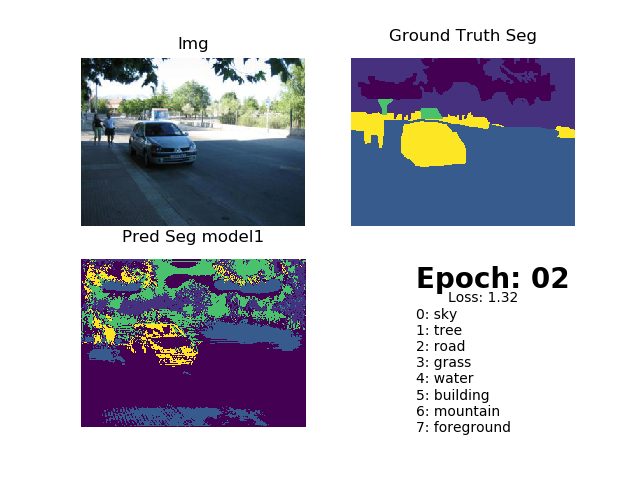 Img
Ground Truth Seg
Pred Seg model1
Epoch: 02
Loss: 1.32
0: sky
1: tree
2: road
3: grass
4: water
5: building
6: mountain
7: foreground